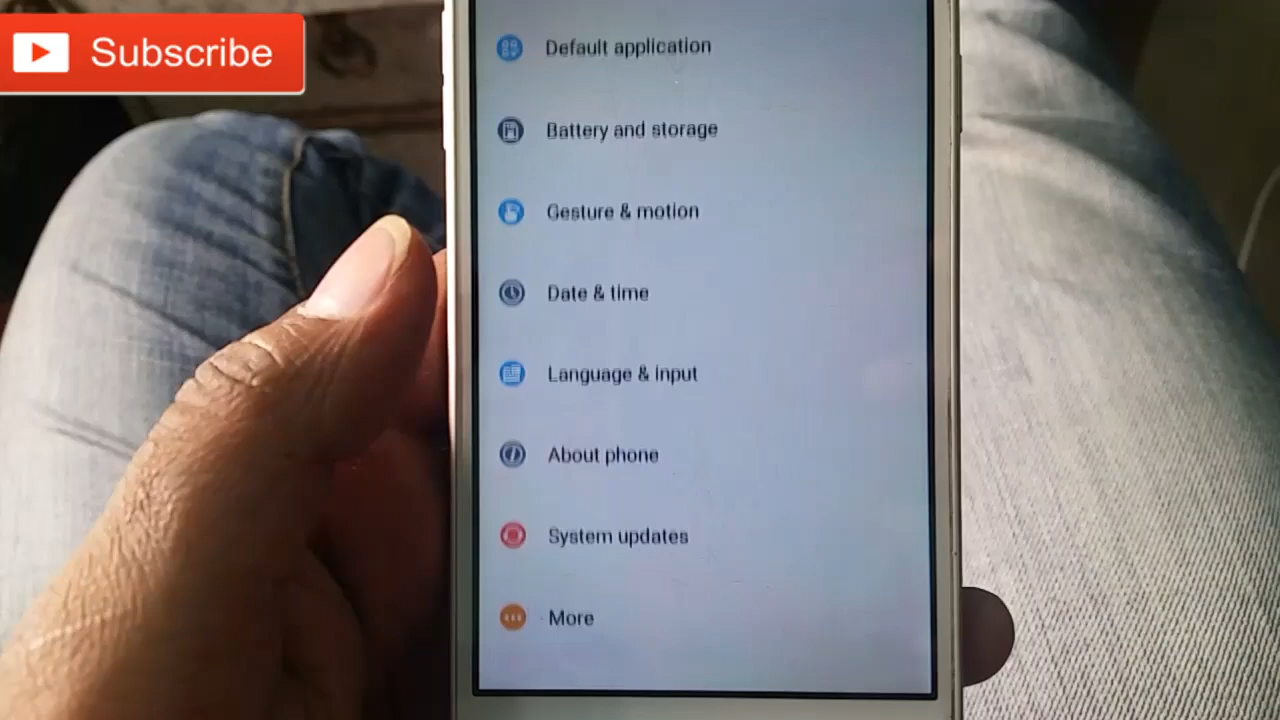 Subscribe
Default application
Battery and storage
Gesture & motion
Date & time
Language & input
About phone
System updates
More